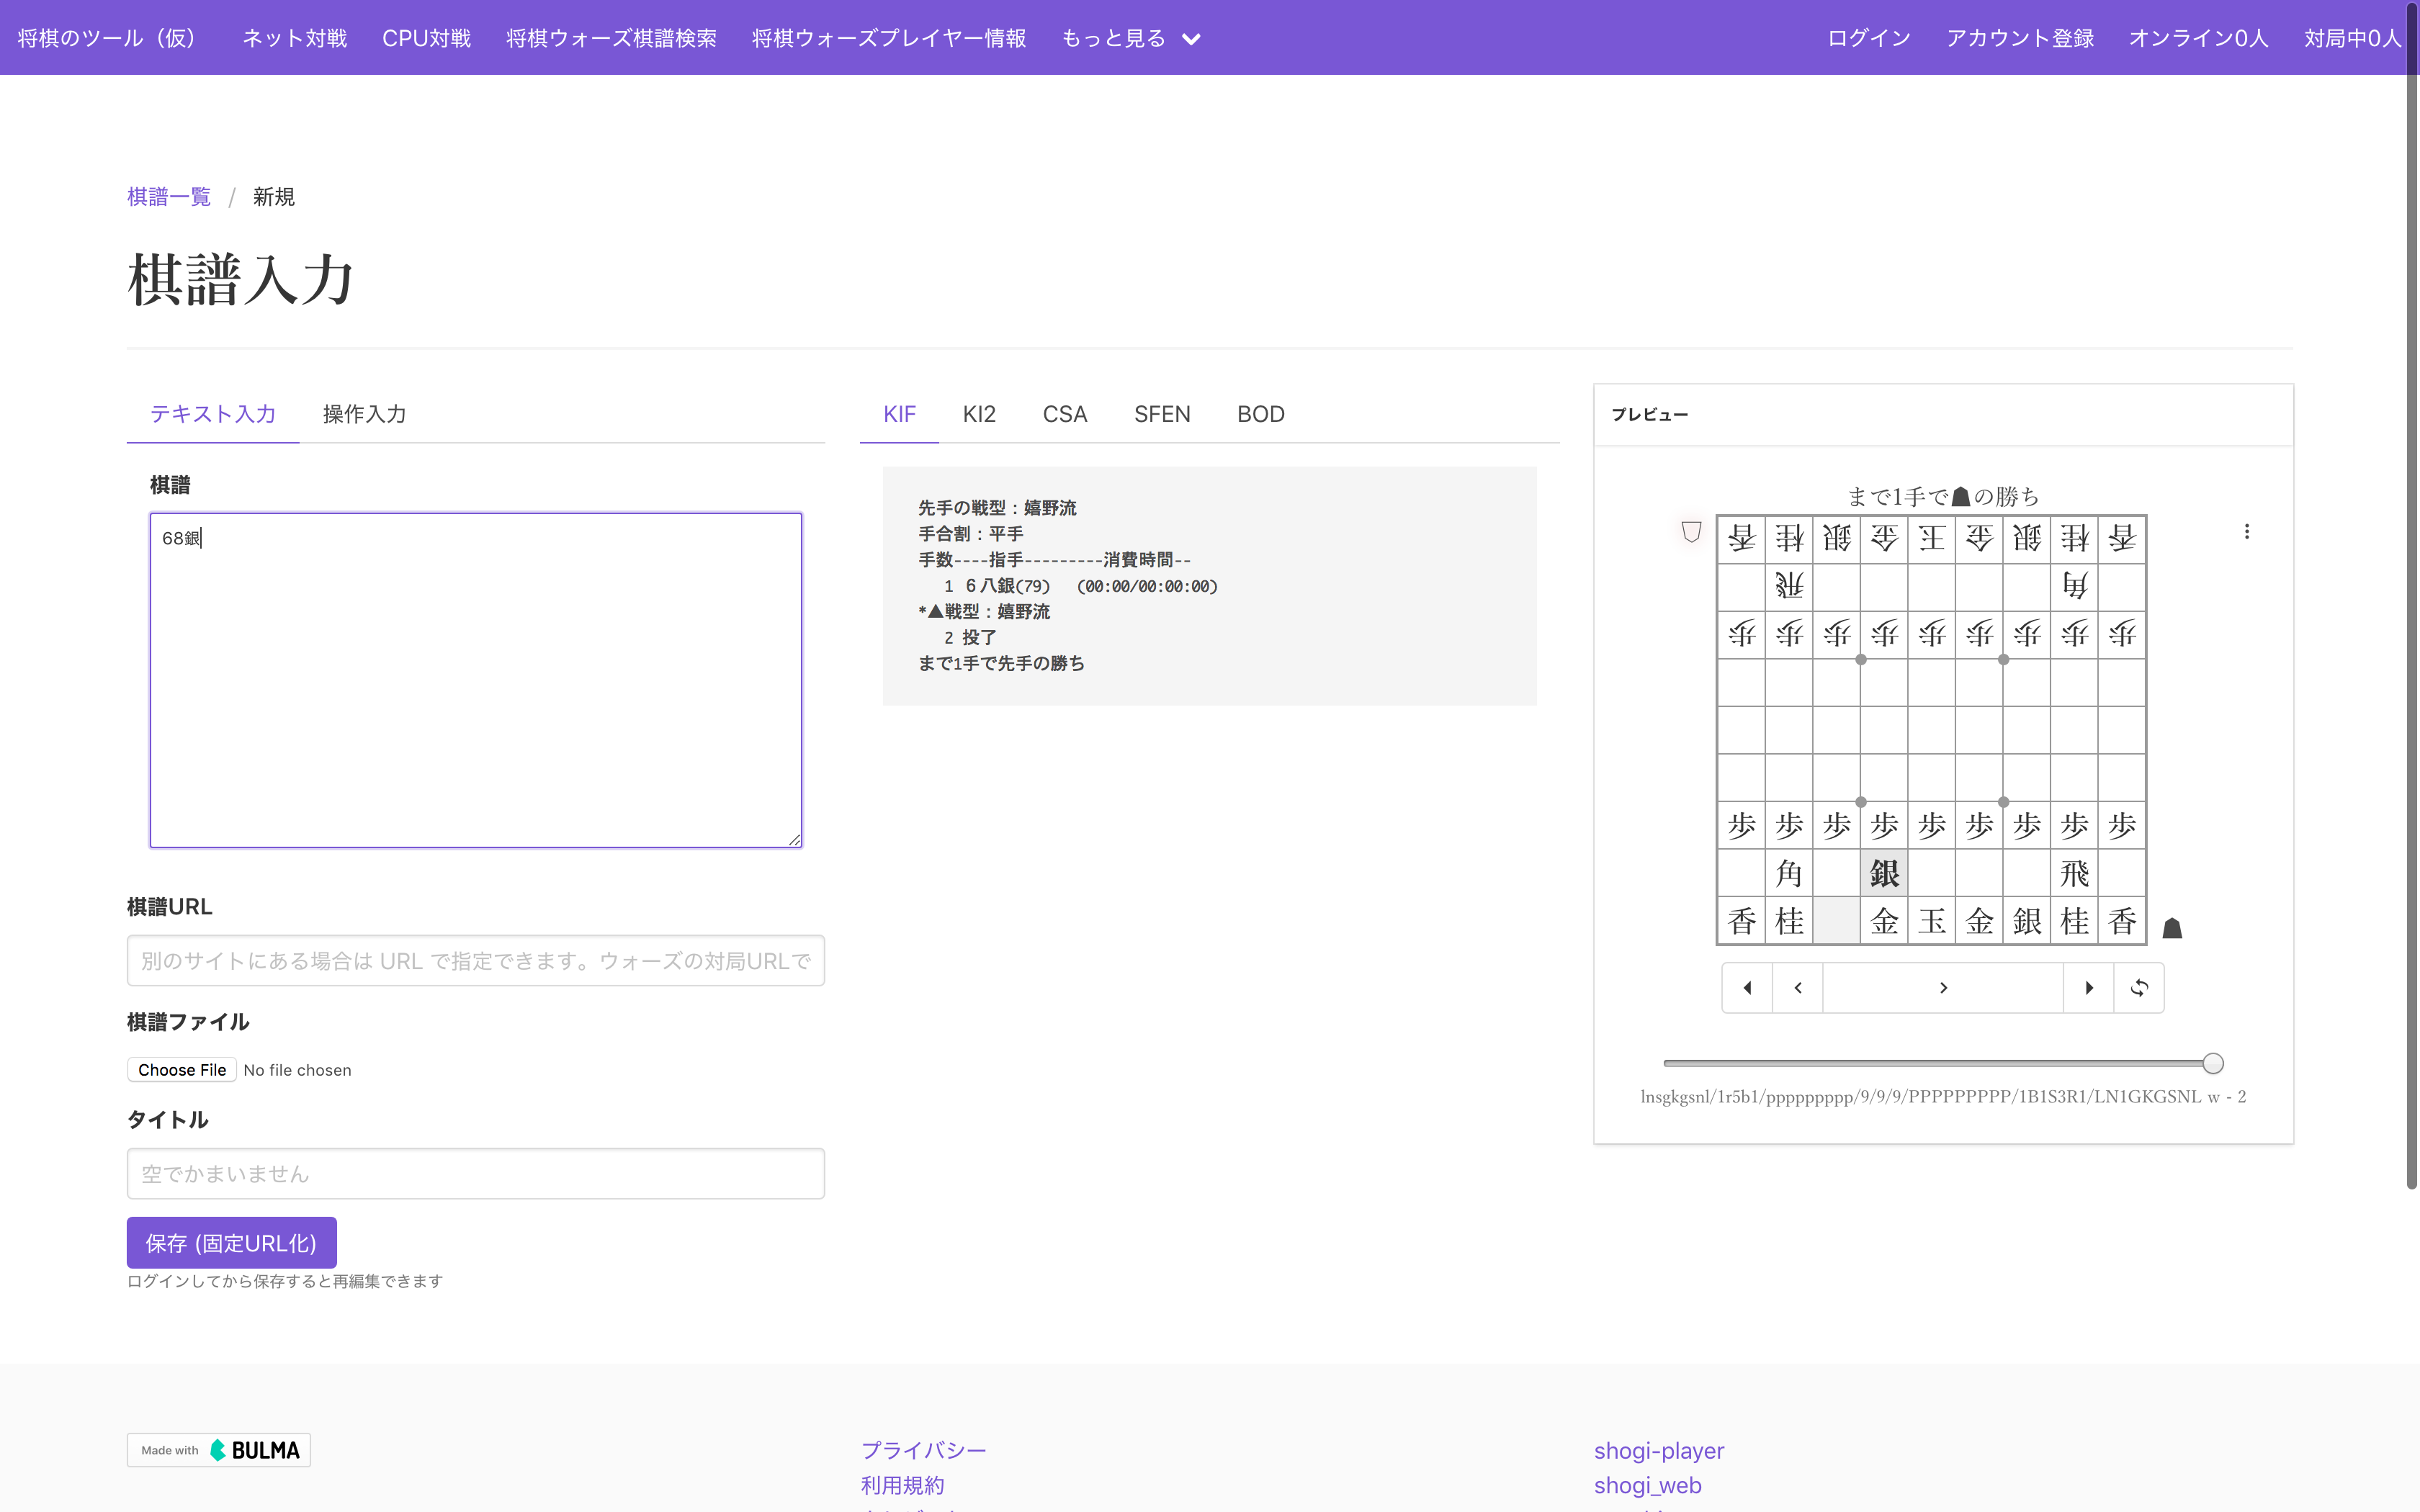 将棋のツール（仮） ネット対戦 CPU対戦 将棋ウォーズ棋譜検索 将棋ウォーズプレイヤー情報 もっと見る ログイン アカウント登録 オンライン0人 対局中0人
棋譜一覧 / 新規
棋譜入力
テキスト入力 操作入力
棋譜
68銀
棋譜URL
別のサイトにある場合は URL で指定できます。ウォーズの対局URLで
棋譜ファイル
Choose File No file chosen
タイトル
空でかまいません
保存 (固定URL化)
ログインしてから保存すると再編集できます
KIF KI2 CSA SFEN BOD
先手の戦型：嬉野流
手合割：平手
手数----指手---------消費時間--
1 ６八銀(79) (00:00/00:00:00)
*▲戦型：嬉野流
2 投了
まで1手で先手の勝ち
プレビュー
まで1手で☗の勝ち
香桂銀金王金銀桂香
飛角
歩歩歩歩歩歩歩歩歩
歩歩歩歩歩歩歩歩歩
角銀飛
香桂金玉金銀桂香
lnsgkgsnl/1r5b1/ppppppppp/9/9/9/PPPPPPPPP/1B1S3R1/LN1GKGSNL w - 2
Made with BULMA
プライバシー
利用規約
shogi-player
shogi_web